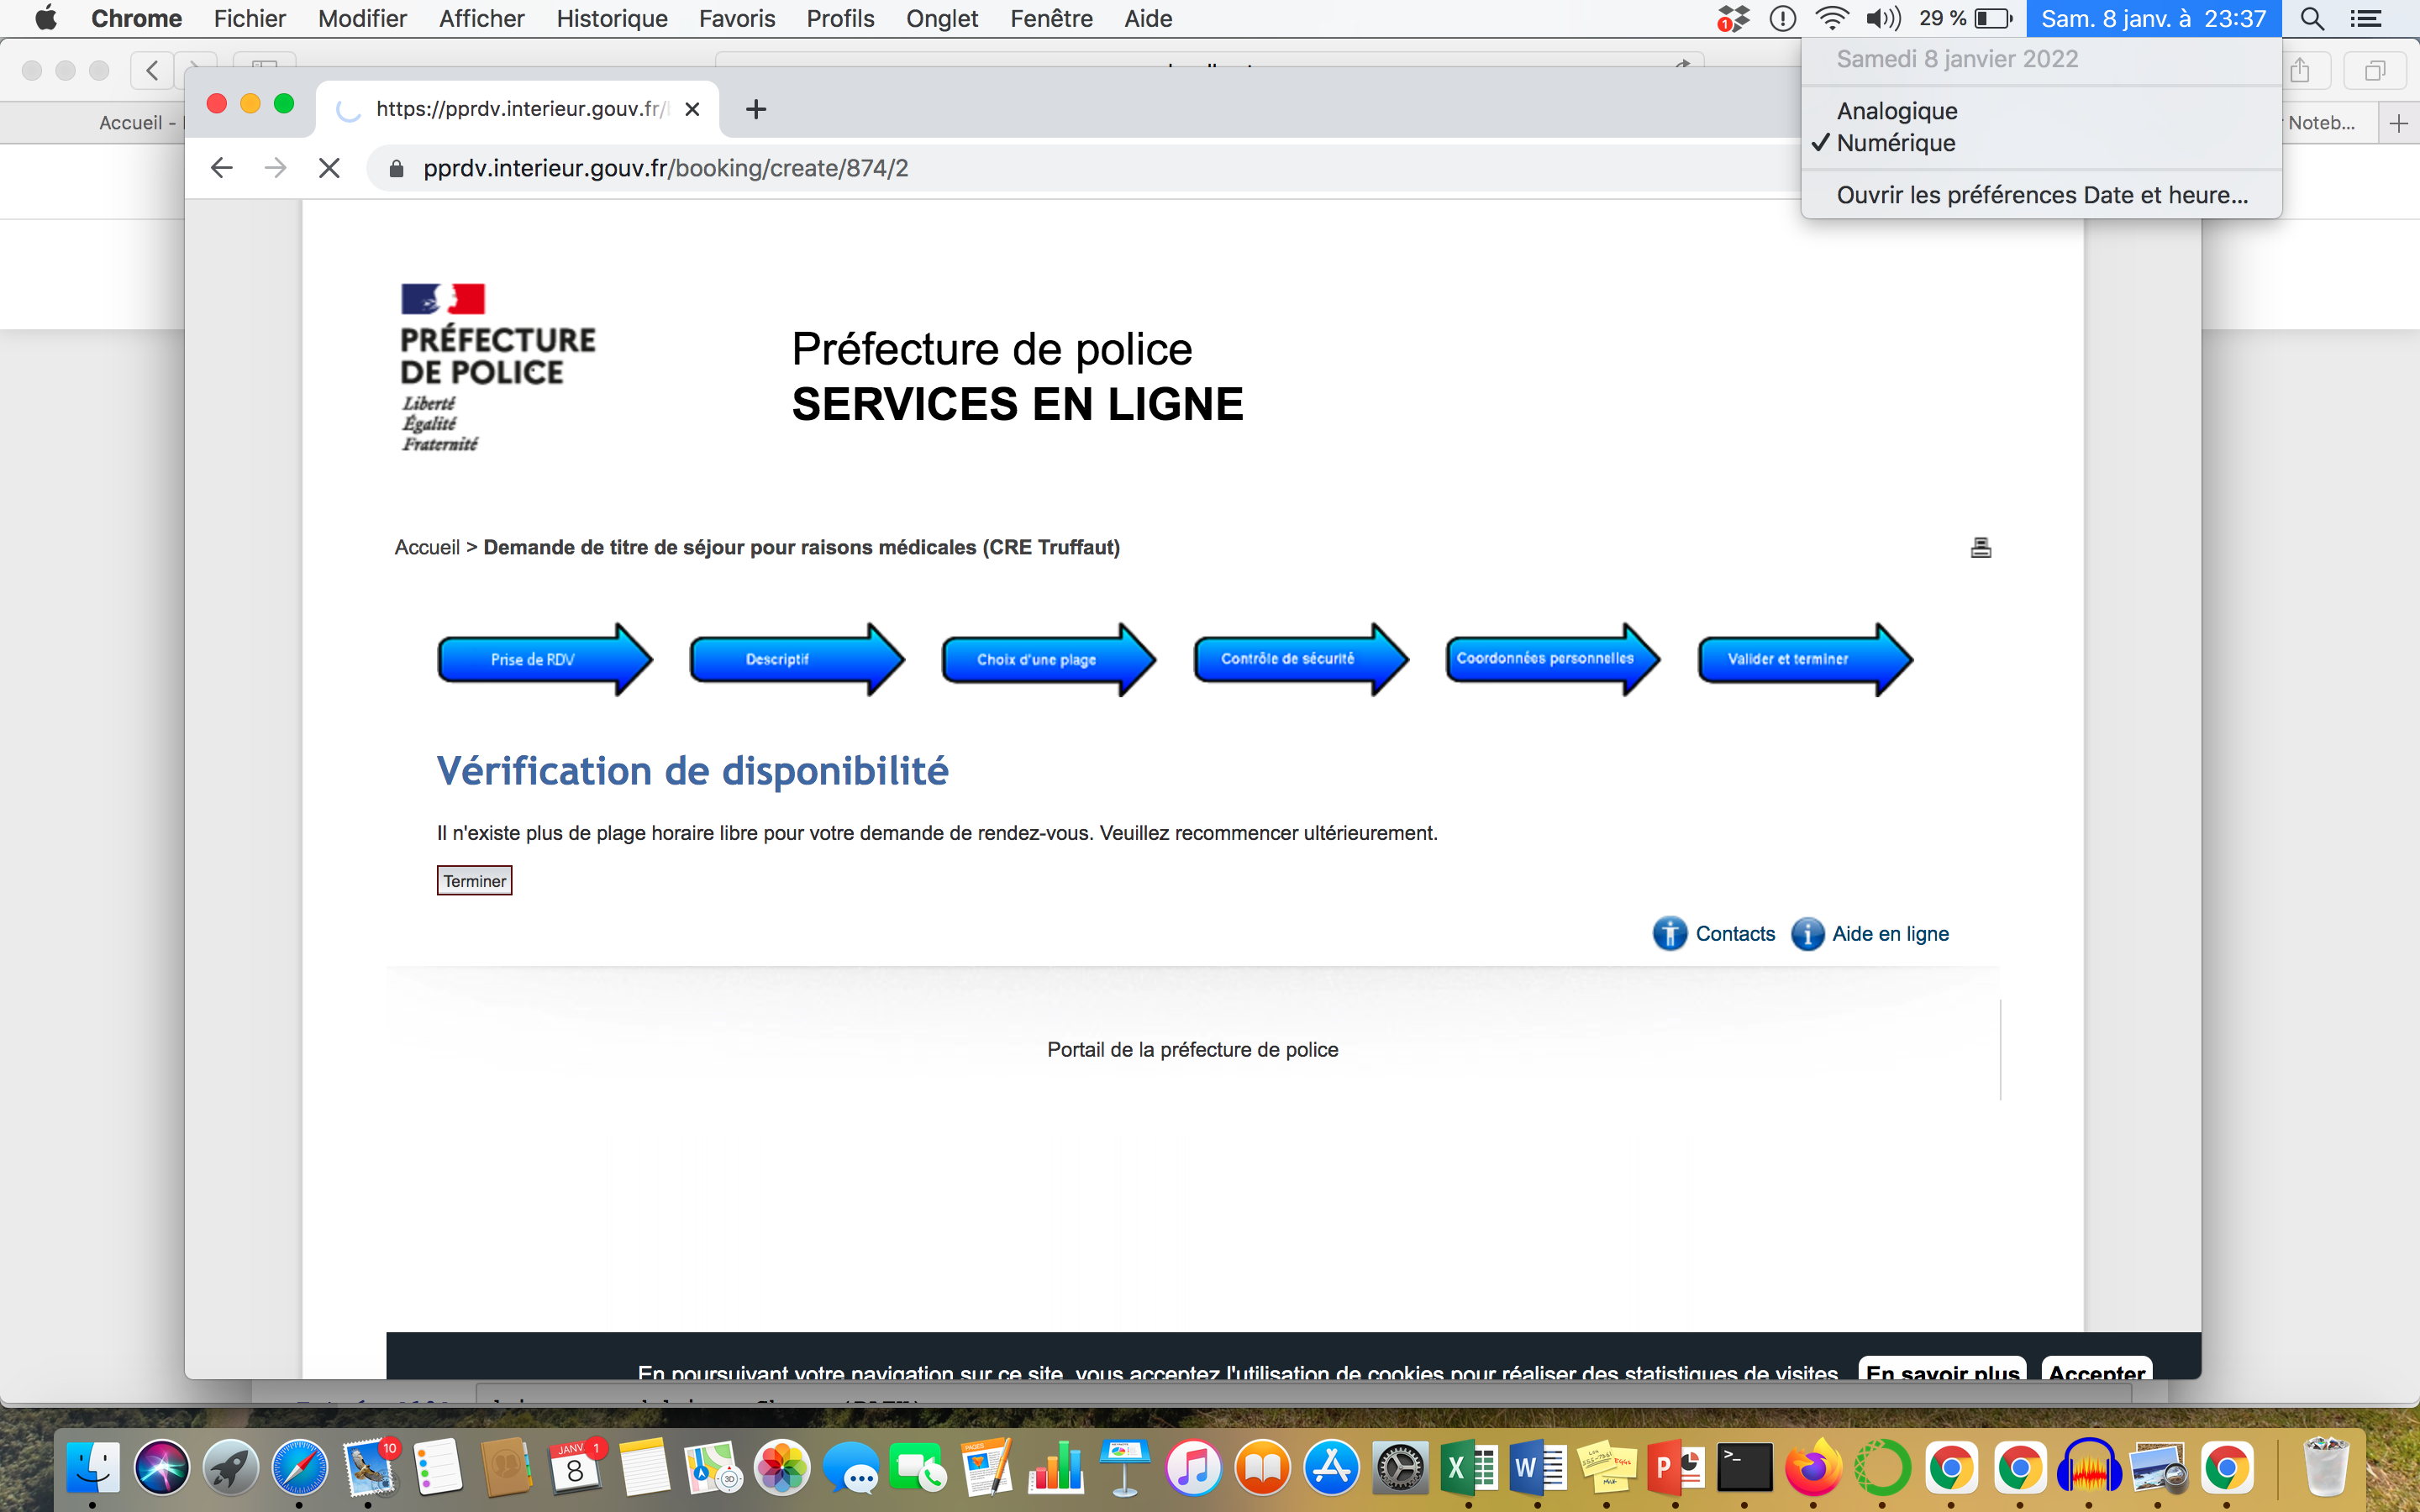 Chrome Fichier Modifier Afficher Historique Favoris Profils Onglet Fenêtre Aide 1 29 % Sam. 8 janv. à 23:37
Samedi 8 janvier 2022
Analogique
✓ Numérique
Ouvrir les préférences Date et heure...
Accueil -
https://pprdv.interieur.gouv.fr/
Noteb...
pprdv.interieur.gouv.fr/booking/create/874/2
PRÉFECTURE
DE POLICE
Liberté
Égalité
Fraternité
Préfecture de police
SERVICES EN LIGNE
Accueil > Demande de titre de séjour pour raisons médicales (CRE Truffaut)
Prise de RDV Descriptif Choix d'une plage Contrôle de sécurité Coordonnées personnelles Valider et terminer
Vérification de disponibilité
Il n'existe plus de plage horaire libre pour votre demande de rendez-vous. Veuillez recommencer ultérieurement.
Terminer
Contacts Aide en ligne
Portail de la préfecture de police
En poursuivant votre navigation sur ce site, vous acceptez l'utilisation de cookies pour réaliser des statistiques de visites En savoir plus Accepter
10 JANV. 1 8 PAGES 3D X W P >_